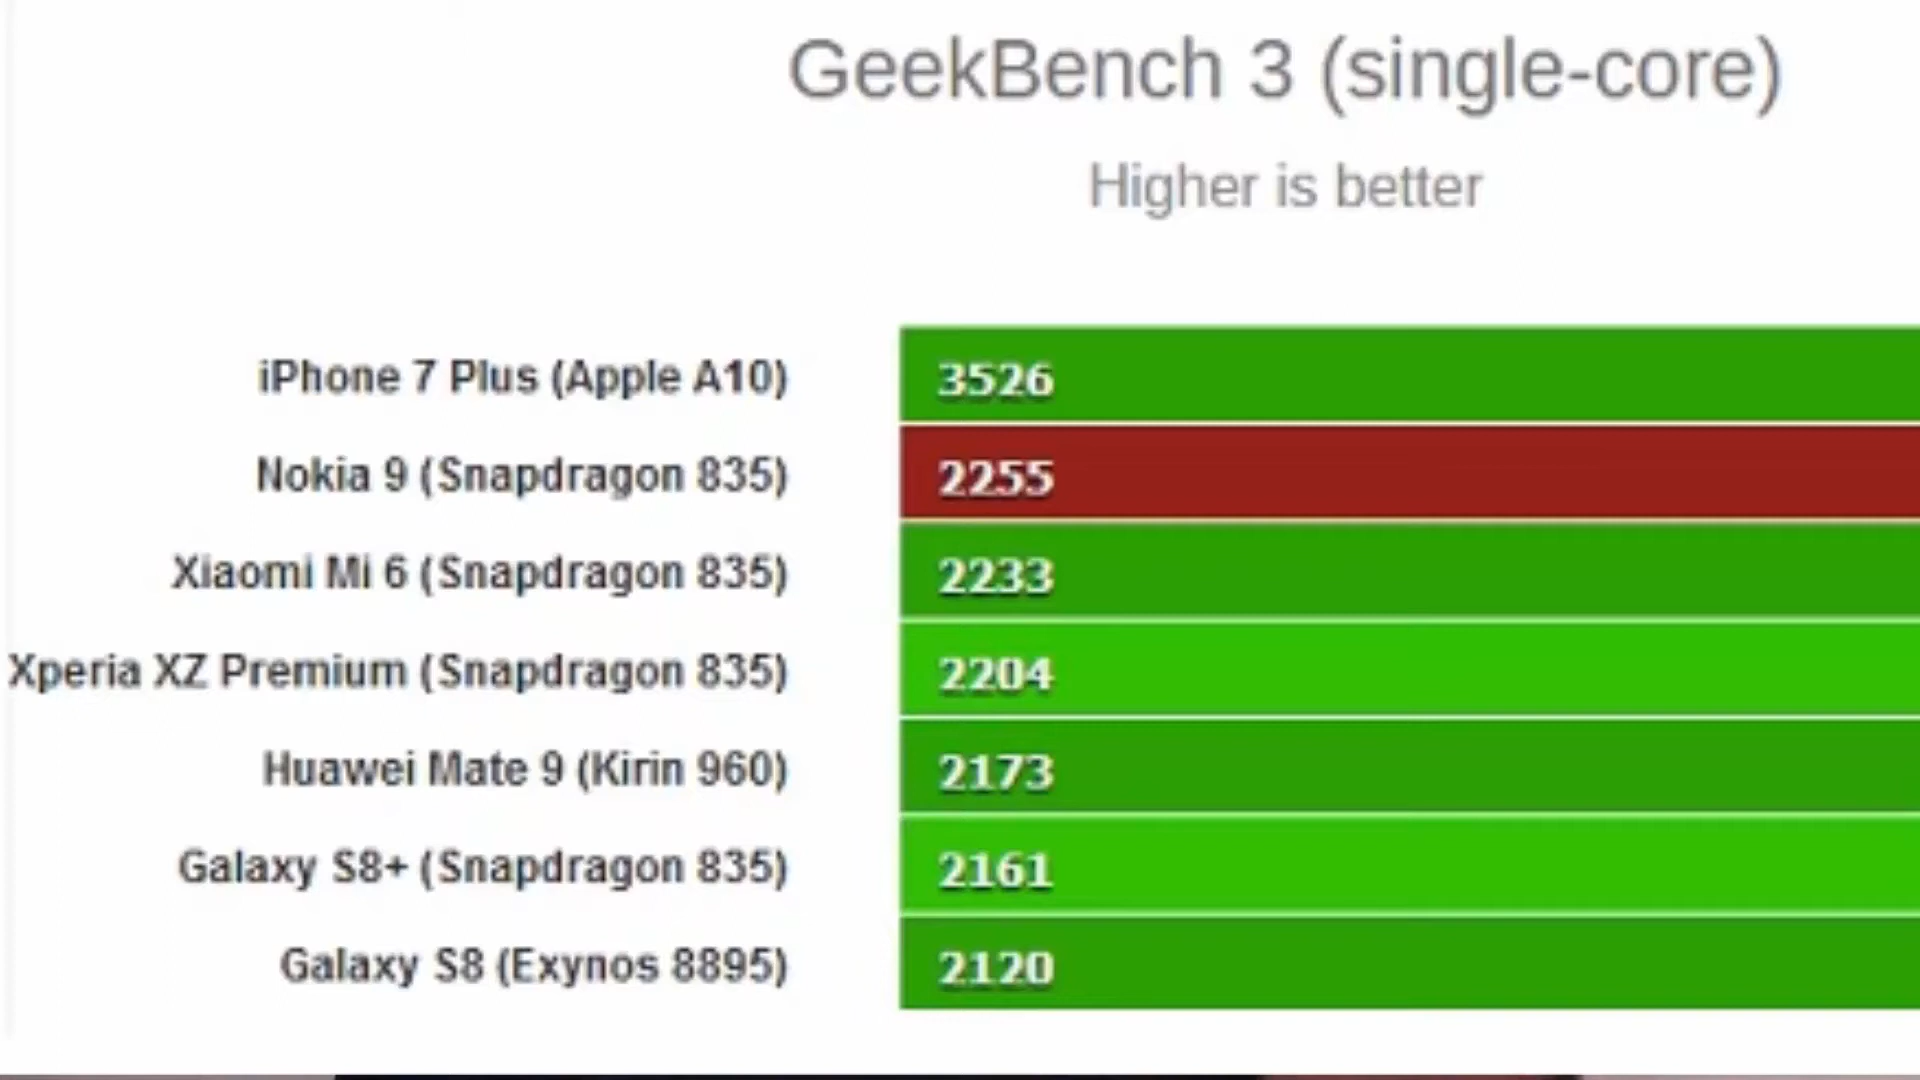 GeekBench 3 (single-core)
Higher is better
iPhone 7 Plus (Apple A10) 3526
Nokia 9 (Snapdragon 835) 2255
Xiaomi Mi 6 (Snapdragon 835) 2233
Xperia XZ Premium (Snapdragon 835) 2204
Huawei Mate 9 (Kirin 960) 2173
Galaxy S8+ (Snapdragon 835) 2161
Galaxy S8 (Exynos 8895) 2120